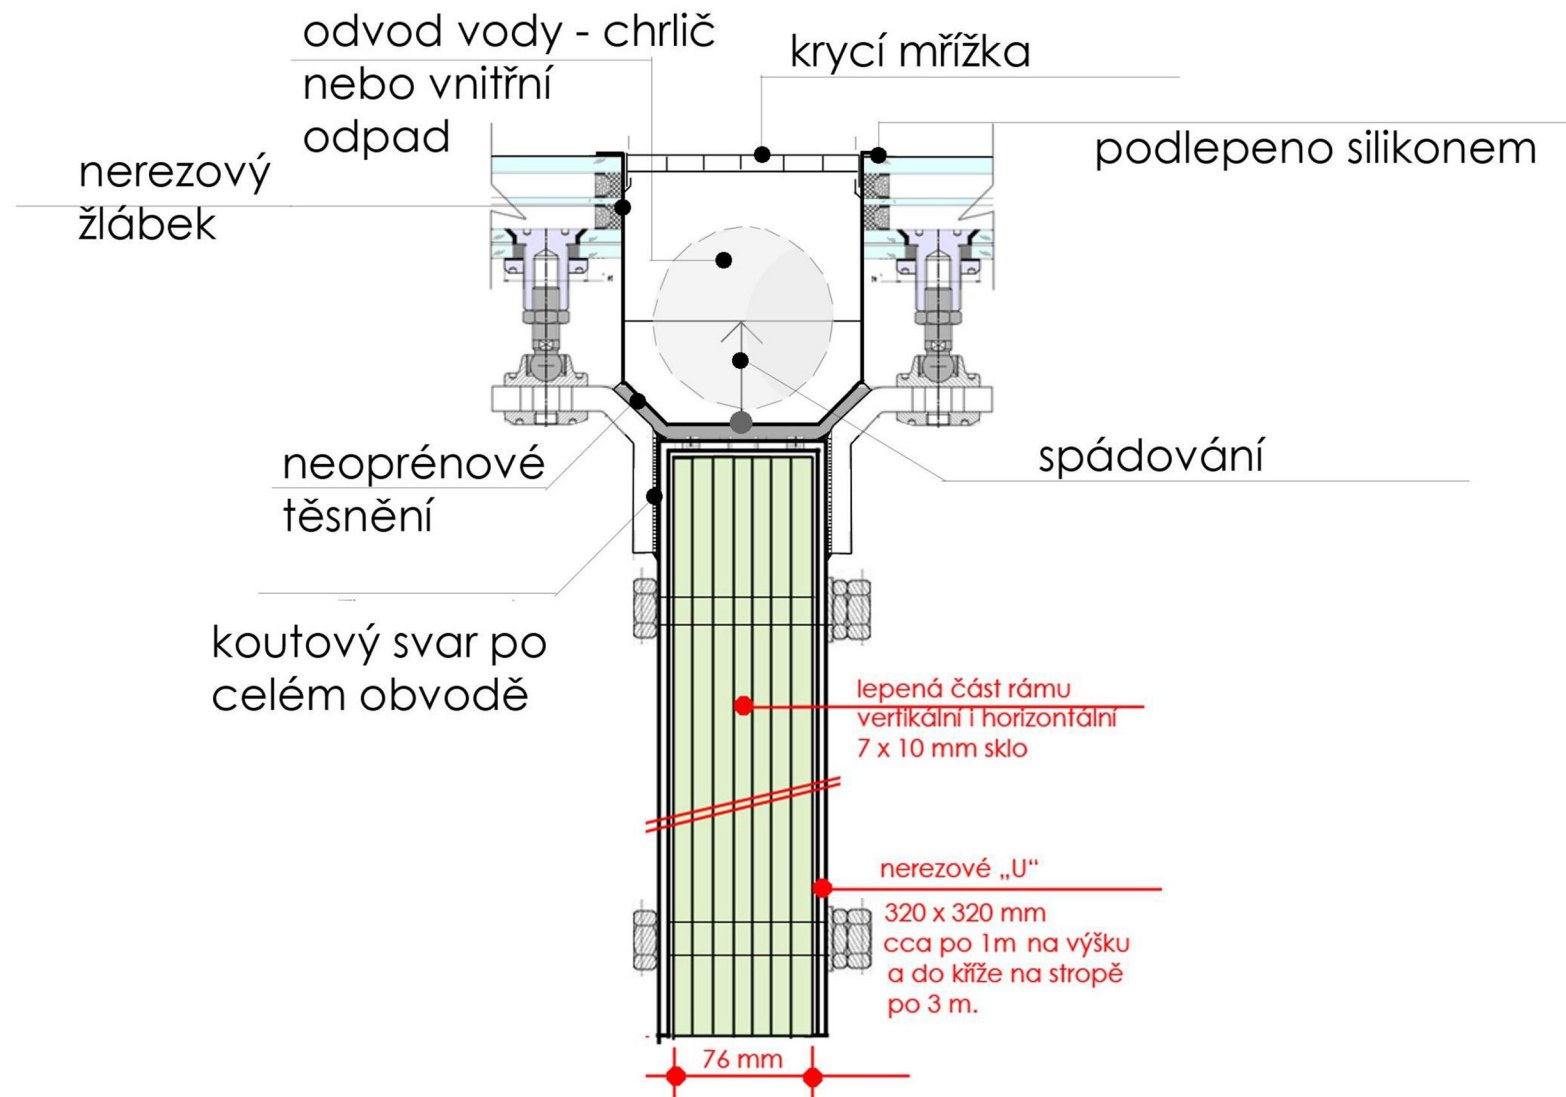 odvod vody - chrlič
nebo vnitřní
odpad
krycí mřížka
podlepeno silikonem
nerezový
žlábek
neoprénové
těsnění
spádování
koutový svar po
celém obvodě
lepená část rámu
vertikální i horizontální
7 x 10 mm sklo
nerezové „U“
320 x 320 mm
cca po 1m na výšku
a do kříže na stropě
po 3 m.
76 mm